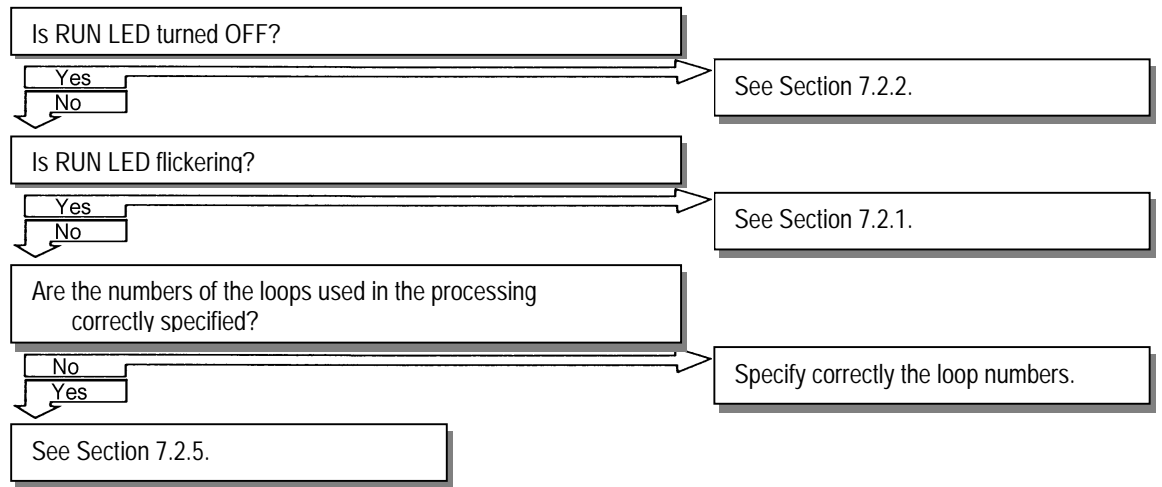 Is RUN LED turned OFF?
Yes
See Section 7.2.2.
No
Is RUN LED flickering?
Yes
See Section 7.2.1.
No
Are the numbers of the loops used in the processing
correctly specified?
No
Specify correctly the loop numbers.
Yes
See Section 7.2.5.